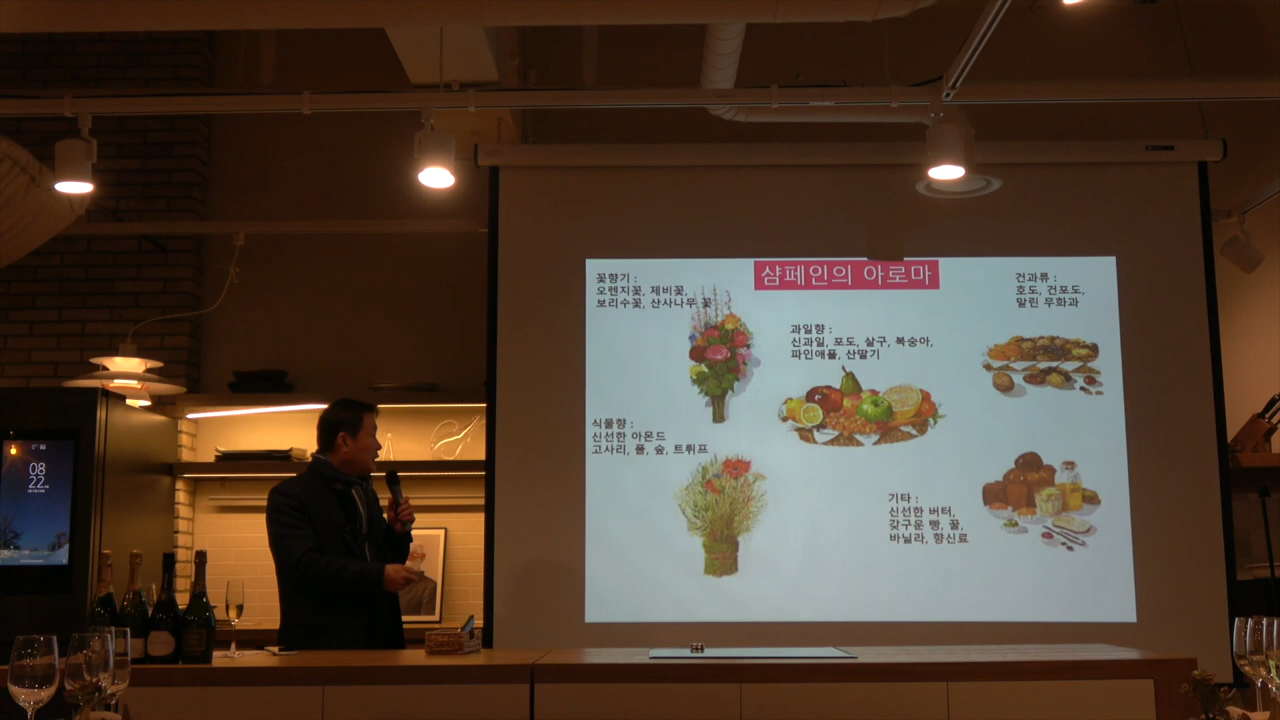 샴페인의 아로마
꽃향기 :
오렌지꽃, 제비꽃,
보리수꽃, 산사나무 꽃
과일향 :
신과일, 포도, 살구, 복숭아,
파인애플, 산딸기
건과류 :
호도, 건포도,
말린 무화과
식물향 :
신선한 아몬드
고사리, 풀, 숲, 트뤼프
기타 :
신선한 버터,
갖구운 빵, 꿀,
바닐라, 향신료
08
22